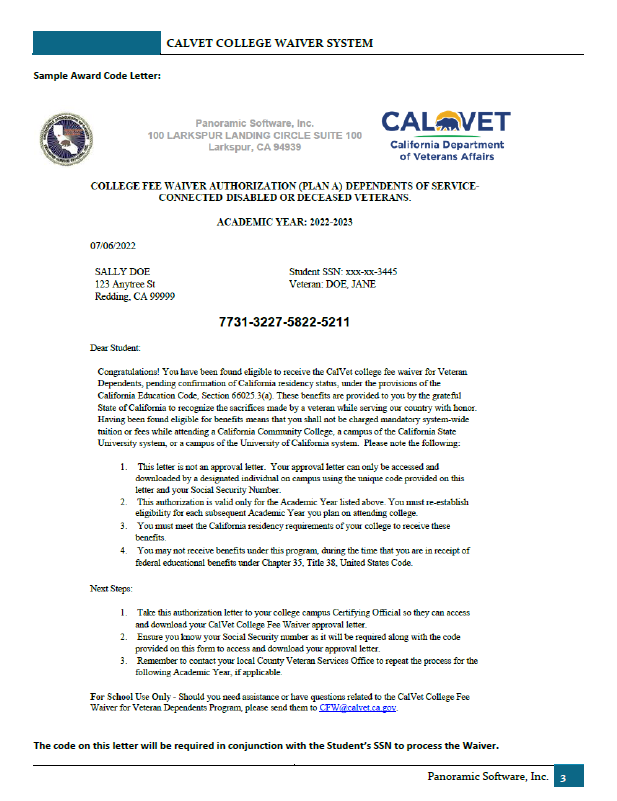 CALVET COLLEGE WAIVER SYSTEM
Sample Award Code Letter:
Panoramic Software, Inc.
100 LARKSPUR LANDING CIRCLE SUITE 100
Larkspur, CA 94939
CALVET
California Department
of Veterans Affairs
COLLEGE FEE WAIVER AUTHORIZATION (PLAN A) DEPENDENTS OF SERVICE-
CONNECTED DISABLED OR DECEASED VETERANS.
ACADEMIC YEAR: 2022-2023
07/06/2022
SALLY DOE
123 Anytree St
Redding, CA 99999
Student SSN: xxx-xx-3445
Veteran: DOE, JANE
7731-3227-5822-5211
Dear Student:
Congratulations! You have been found eligible to receive the CalVet college fee waiver for Veteran
Dependents, pending confirmation of California residency status, under the provisions of the
California Education Code, Section 66025.3(a). These benefits are provided to you by the grateful
State of California to recognize the sacrifices made by a veteran while serving our country with honor.
Having been found eligible for benefits means that you shall not be charged mandatory system-wide
tuition or fees while attending a California Community College, a campus of the California State
University system, or a campus of the University of California system. Please note the following:
1. This letter is not an approval letter. Your approval letter can only be accessed and
downloaded by a designated individual on campus using the unique code provided on this
letter and your Social Security Number.
2. This authorization is valid only for the Academic Year listed above. You must re-establish
eligibility for each subsequent Academic Year you plan on attending college.
3. You must meet the California residency requirements of your college to receive these
benefits.
4. You may not receive benefits under this program, during the time that you are in receipt of
federal educational benefits under Chapter 35, Title 38, United States Code.
Next Steps:
1. Take this authorization letter to your college campus Certifying Official so they can access
and download your CalVet College Fee Waiver approval letter.
2. Ensure you know your Social Security number as it will be required along with the code
provided on this form to access and download your approval letter.
3. Remember to contact your local County Veteran Services Office to repeat the process for the
following Academic Year, if applicable.
For School Use Only - Should you need assistance or have questions related to the CalVet College Fee
Waiver for Veteran Dependents Program, please send them to CFW@calvet.ca.gov.
The code on this letter will be required in conjunction with the Student's SSN to process the Waiver.
Panoramic Software, Inc. 3